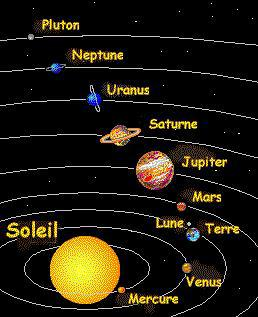 Pluton
Neptune
Uranus
Saturne
Jupiter
Mars
Lune
Terre
Soleil
Venus
Mercure